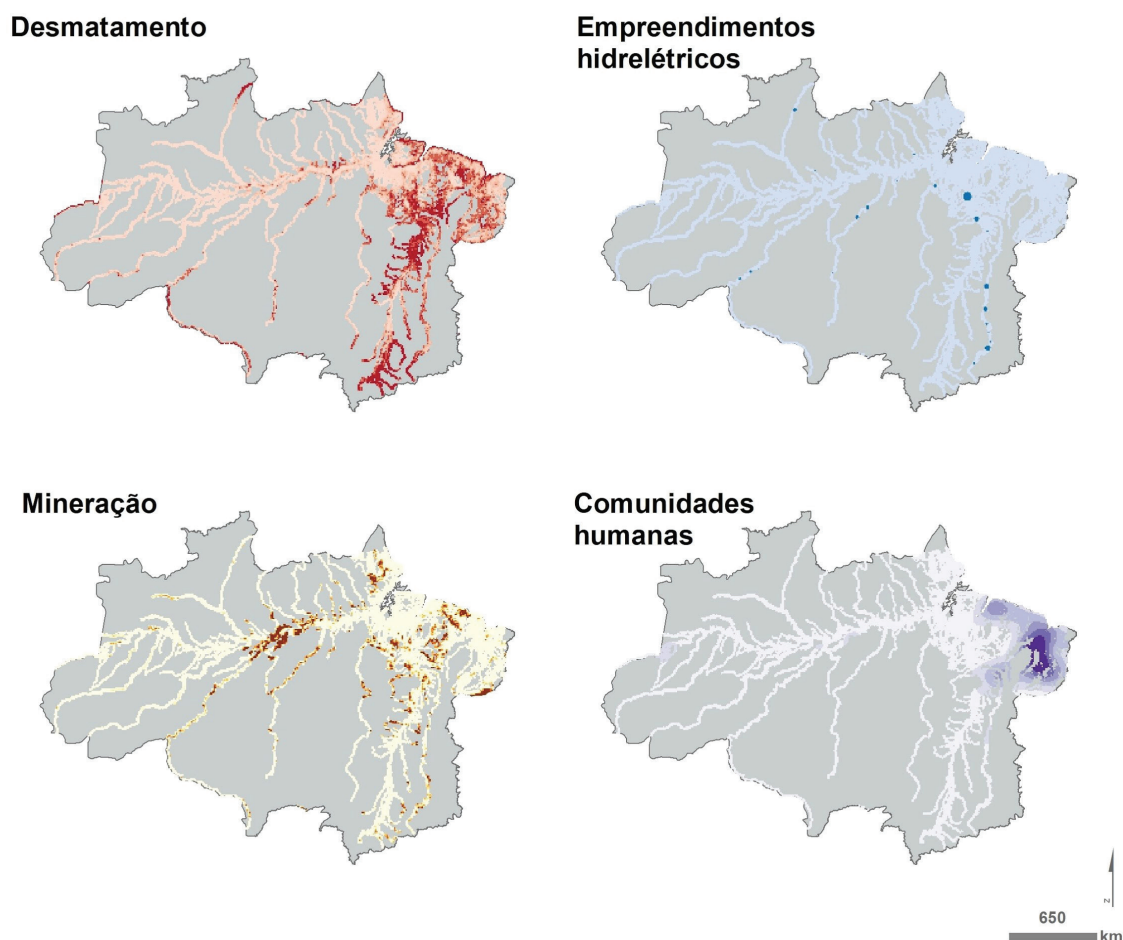 Desmatamento
Empreendimentos
hidrelétricos
Mineração
Comunidades
humanas
N
650
km